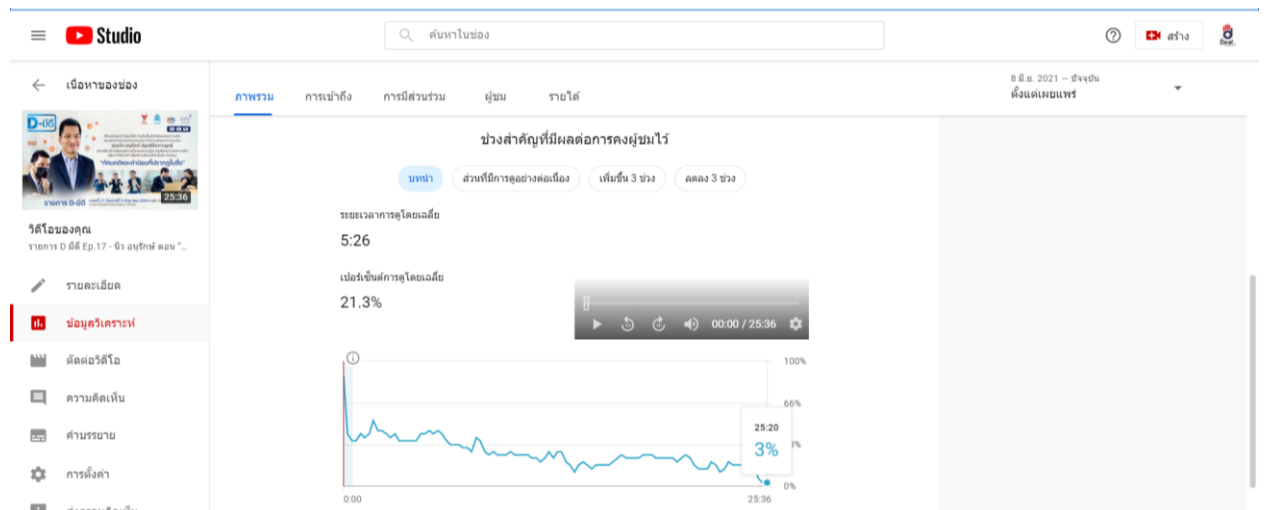 Studio
ค้นหาในช่อง
สร้าง
เนื้อหาของช่อง
ภาพรวม
การเข้าถึง
การมีส่วนร่วม
ผู้ชม
รายได้
8 มิ.ย. 2021 – ปัจจุบัน
ตั้งแต่เผยแพร่
D-มีดี
รายการ D-มีดี
25:36
วิดีโอของคุณ
รายการ D มีดี Ep.17 - นิว อนุรักษ์ ตอน "...
รายละเอียด
ข้อมูลวิเคราะห์
ตัดต่อวิดีโอ
ความคิดเห็น
คำบรรยาย
การตั้งค่า
ช่วงสำคัญที่มีผลต่อการคงผู้ชมไว้
บทนำ
ส่วนที่มีการดูอย่างต่อเนื่อง
เพิ่มขึ้น 3 ช่วง
ลดลง 3 ช่วง
ระยะเวลาการดูโดยเฉลี่ย
5:26
เปอร์เซ็นต์การดูโดยเฉลี่ย
21.3%
00:00 / 25:36
100%
66%
25:20
3%
0%
0:00
25:36